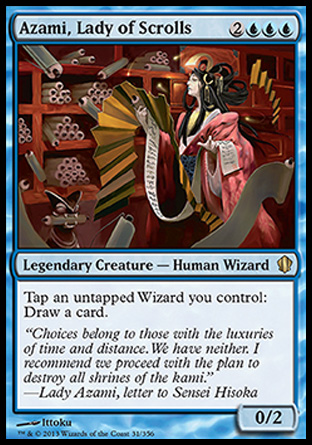 Azami, Lady of Scrolls 2
Legendary Creature — Human Wizard
Tap an untapped Wizard you control:
Draw a card.
“Choices belong to those with the luxuries
of time and distance. We have neither. I
recommend we proceed with the plan to
destroy all shrines of the kami.”
—Lady Azami, letter to Sensei Hisoka
Ittoku
™ & © 2013 Wizards of the Coast 31/356
0/2